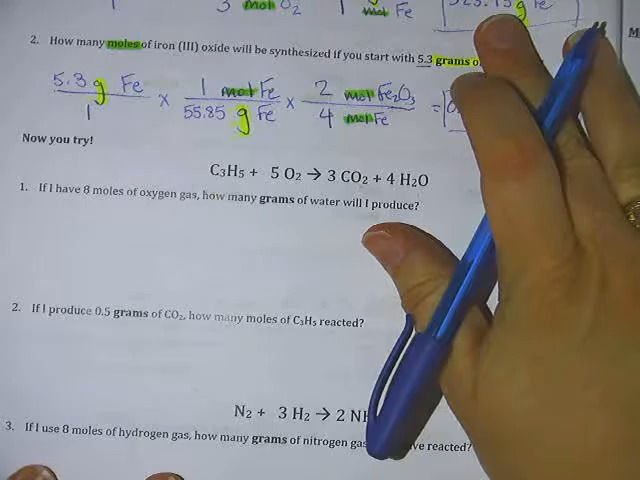 3 mol O2 1 mol Fe 323.15 g Fe
2. How many moles of iron (III) oxide will be synthesized if you start with 5.3 grams
5.3 g Fe x 1 mol Fe x 2 mol Fe2O3 =
1 55.85 g Fe 4 mol Fe
Now you try!
C3H5 + 5 O2 → 3 CO2 + 4 H2O
1. If I have 8 moles of oxygen gas, how many grams of water will I produce?
2. If I produce 0.5 grams of CO2, how many moles of C3H5 reacted?
N2 + 3 H2 → 2
3. If I use 8 moles of hydrogen gas, how many grams of nitrogen gas reacted?